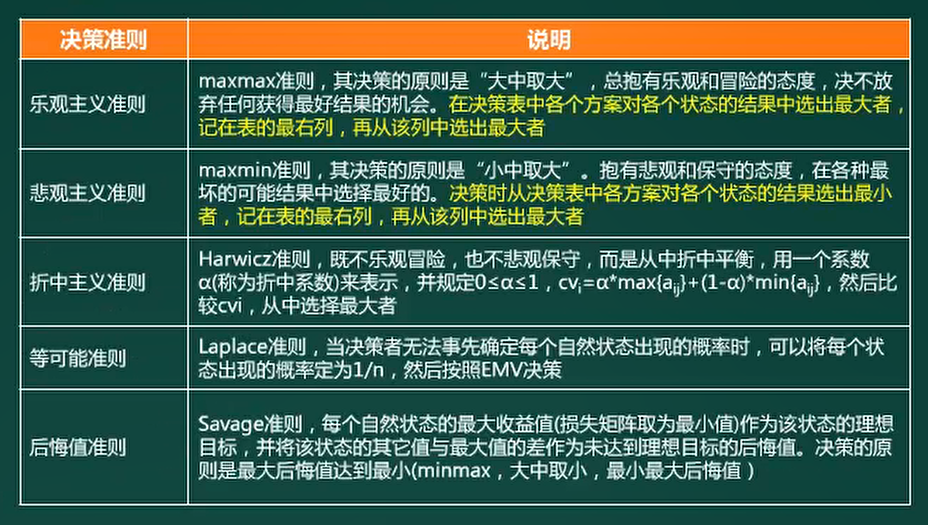 决策准则
说明
乐观主义准则
maxmax准则，其决策的原则是“大中取大”，总抱有乐观和冒险的态度，决不放
弃任何获得最好结果的机会。在决策表中各个方案对各个状态的结果中选出最大者，
记在表的最右列，再从该列中选出最大者
悲观主义准则
maxmin准则，其决策的原则是“小中取大”。抱有悲观和保守的态度，在各种最
坏的可能结果中选择最好的。决策时从决策表中各方案对各个状态的结果选出最小
者，记在表的最右列，再从该列中选出最大者
折中主义准则
Harwicz准则，既不乐观冒险，也不悲观保守，而是从中折中平衡，用一个系数
α(称为折中系数)来表示，并规定0≤α≤1，cvi=α*max{aij}+(1-α)*min{aij}，然后比
较cvi，从中选择最大者
等可能准则
Laplace准则，当决策者无法事先确定每个自然状态出现的概率时，可以将每个状
态出现的概率定为1/n，然后按照EMV决策
后悔值准则
Savage准则，每个自然状态的最大收益值(损失矩阵取为最小值)作为该状态的理想
目标，并将该状态的其它值与最大值的差作为未达到理想目标的后悔值。决策的原
则是最大后悔值达到最小(minmax，大中取小，最小最大后悔值）